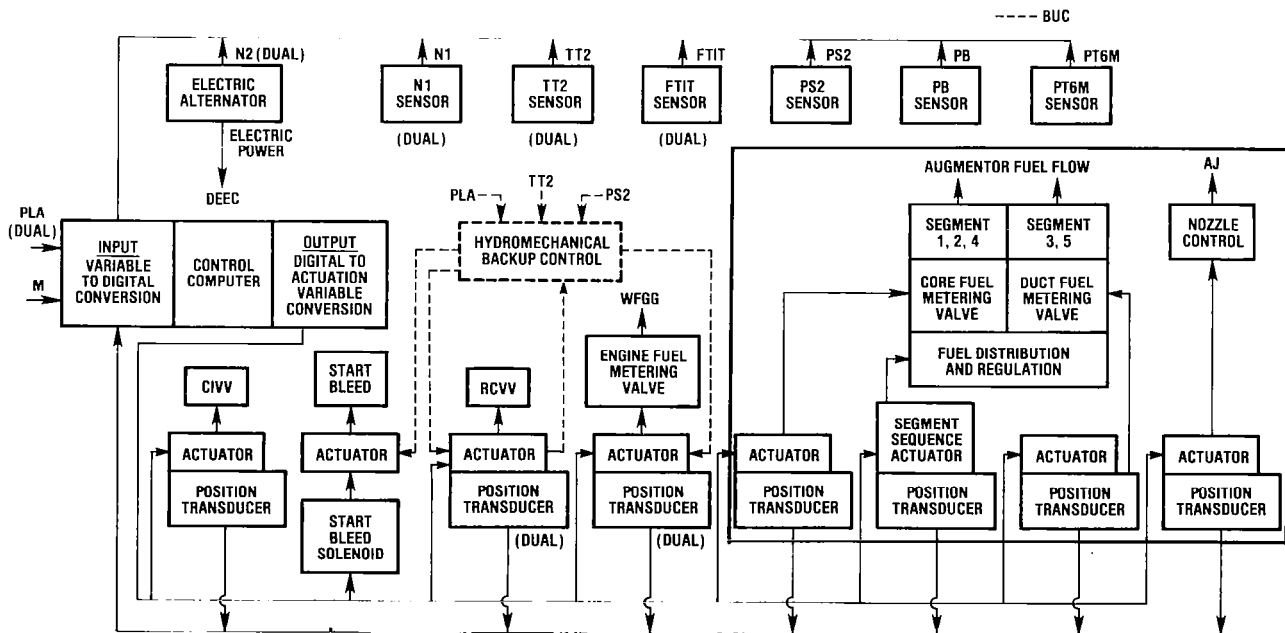 BUC
N2 (DUAL)
N1
TT2
FTIT
PS2
PB
PT6M
ELECTRIC
ALTERNATOR
N1
SENSOR
TT2
SENSOR
FTIT
SENSOR
PS2
SENSOR
PB
SENSOR
PT6M
SENSOR
(DUAL)
(DUAL)
(DUAL)
ELECTRIC
POWER
DEEC
PLA
(DUAL)
M
INPUT
VARIABLE
TO DIGITAL
CONVERSION
CONTROL
COMPUTER
OUTPUT
DIGITAL TO
ACTUATION
VARIABLE
CONVERSION
PLA
TT2
PS2
HYDROMECHANICAL
BACKUP CONTROL
AUGMENTOR FUEL FLOW
AJ
SEGMENT
1, 2, 4
SEGMENT
3, 5
NOZZLE
CONTROL
CORE FUEL
METERING
VALVE
DUCT FUEL
METERING
VALVE
FUEL DISTRIBUTION
AND REGULATION
WFGG
ENGINE FUEL
METERING
VALVE
CIVV
START
BLEED
RCVV
ACTUATOR
POSITION
TRANSDUCER
ACTUATOR
START
BLEED
SOLENOID
ACTUATOR
POSITION
TRANSDUCER
(DUAL)
ACTUATOR
POSITION
TRANSDUCER
(DUAL)
ACTUATOR
POSITION
TRANSDUCER
SEGMENT
SEQUENCE
ACTUATOR
POSITION
TRANSDUCER
ACTUATOR
POSITION
TRANSDUCER
ACTUATOR
POSITION
TRANSDUCER